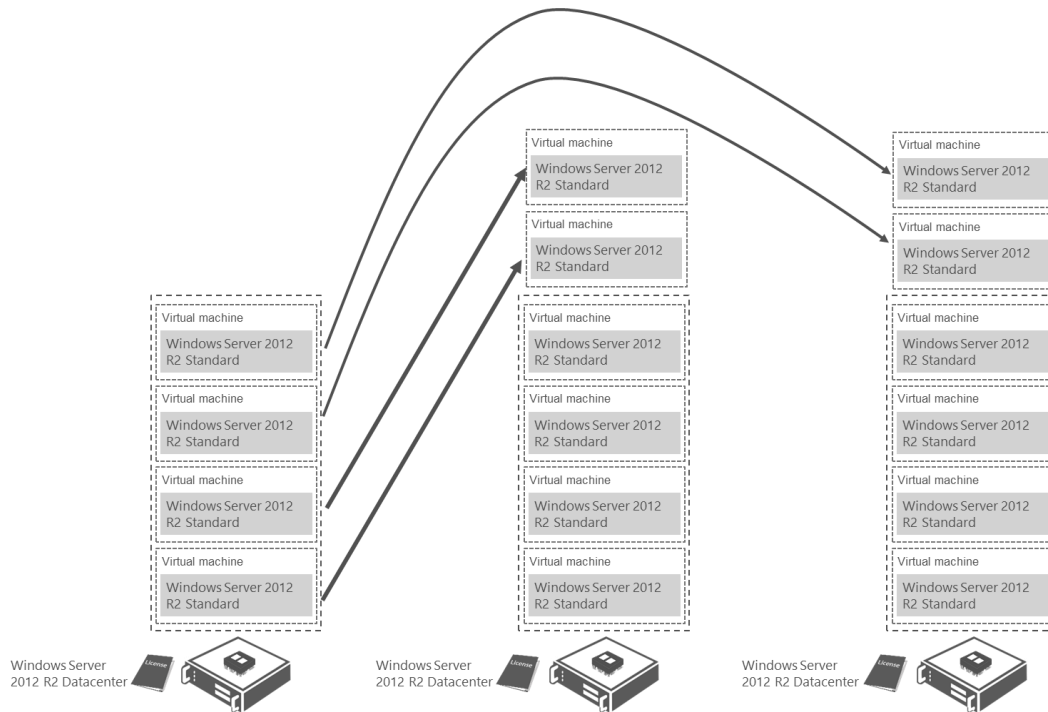 Virtual machine
Windows Server 2012
R2 Standard
Virtual machine
Windows Server 2012
R2 Standard
Virtual machine
Windows Server 2012
R2 Standard
Virtual machine
Windows Server 2012
R2 Standard
Windows Server
2012 R2 Datacenter
License
Virtual machine
Windows Server 2012
R2 Standard
Virtual machine
Windows Server 2012
R2 Standard
Virtual machine
Windows Server 2012
R2 Standard
Virtual machine
Windows Server 2012
R2 Standard
Virtual machine
Windows Server 2012
R2 Standard
Virtual machine
Windows Server 2012
R2 Standard
Windows Server
2012 R2 Datacenter
License
Virtual machine
Windows Server 2012
R2 Standard
Virtual machine
Windows Server 2012
R2 Standard
Virtual machine
Windows Server 2012
R2 Standard
Virtual machine
Windows Server 2012
R2 Standard
Virtual machine
Windows Server 2012
R2 Standard
Virtual machine
Windows Server 2012
R2 Standard
Windows Server
2012 R2 Datacenter
License